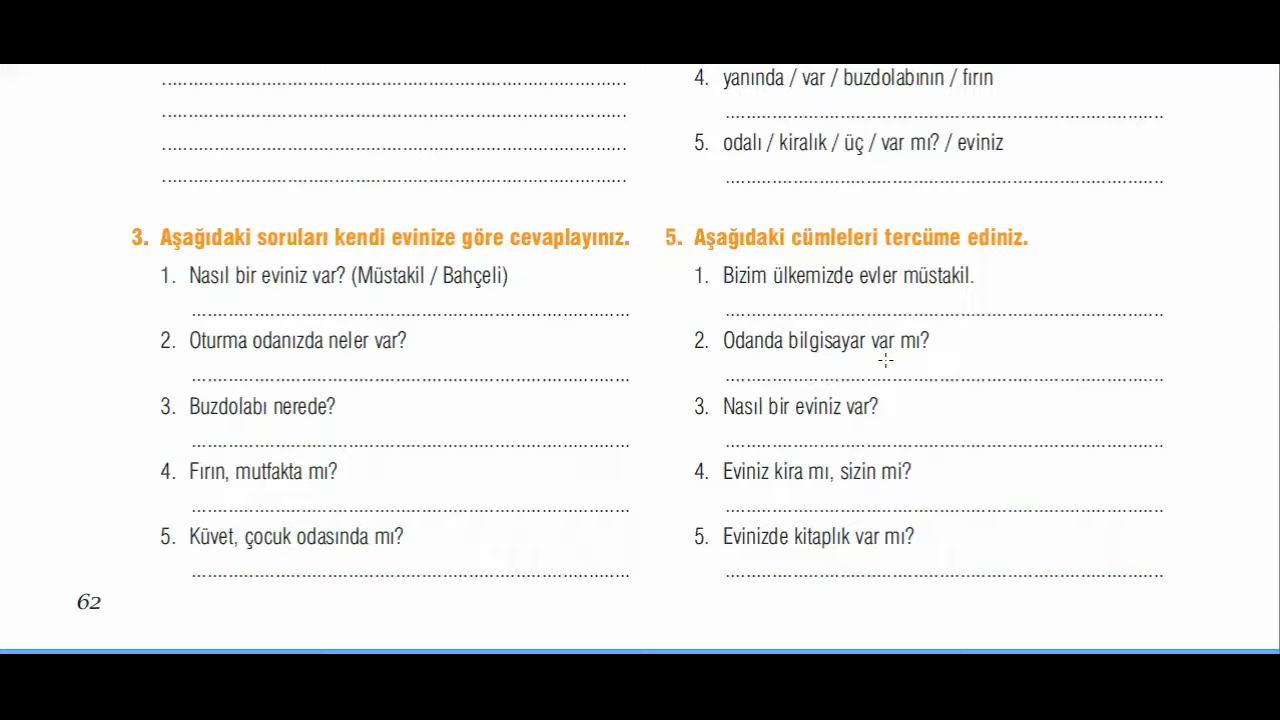 4. yanında / var / buzdolabının / fırın
5. odalı / kiralık / üç / var mı? / eviniz
3. Aşağıdaki soruları kendi evinize göre cevaplayınız.
1. Nasıl bir eviniz var? (Müstakil / Bahçeli)
2. Oturma odanızda neler var?
3. Buzdolabı nerede?
4. Fırın, mutfakta mı?
5. Küvet, çocuk odasında mı?
5. Aşağıdaki cümleleri tercüme ediniz.
1. Bizim ülkemizde evler müstakil.
2. Odanda bilgisayar var mı?
3. Nasıl bir eviniz var?
4. Eviniz kira mı, sizin mi?
5. Evinizde kitaplık var mı?
62